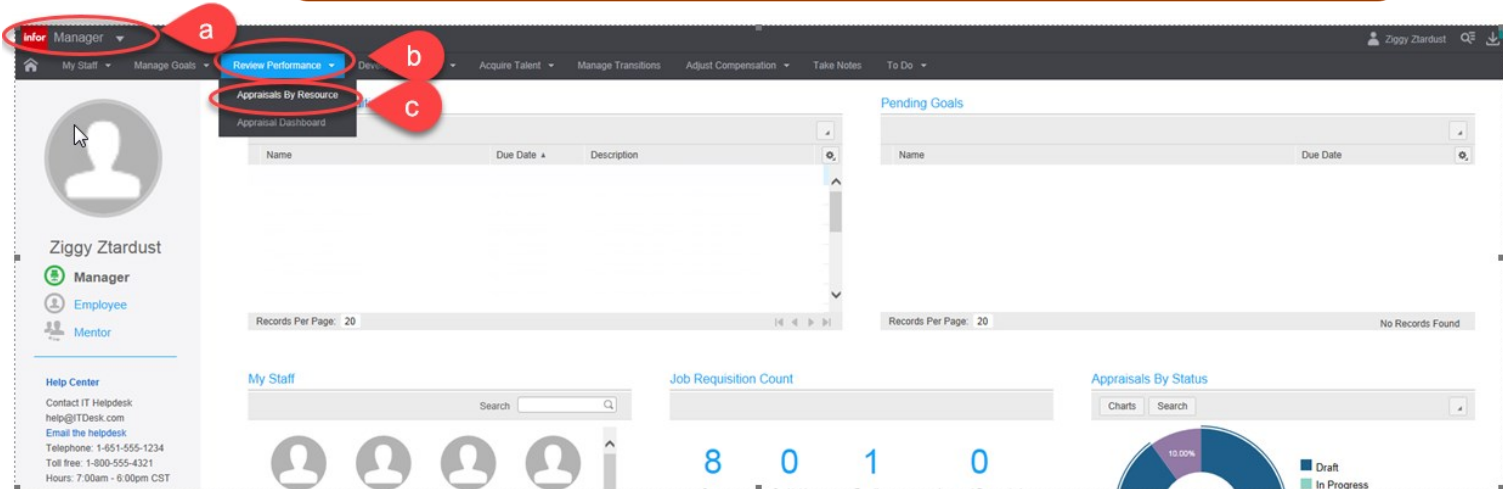 infor Manager
a
Ziggy Ztardust
My Staff Manage Goals Review Performance b Acquire Talent Manage Transitions Adjust Compensation Take Notes To Do
Appraisals By Resource
c
Appraisal Dashboard
Pending Goals
Name Due Date Description
Name Due Date
Ziggy Ztardust
Manager
Employee
Mentor
Records Per Page: 20
Records Per Page: 20 No Records Found
Help Center
Contact IT Helpdesk
help@ITDesk.com
Email the helpdesk
Telephone: 1-651-555-1234
Toll free: 1-800-555-4321
Hours: 7:00am - 6:00pm CST
My Staff
Search
Job Requisition Count
8 0 1 0
Appraisals By Status
Charts Search
10.00%
Draft
In Progress